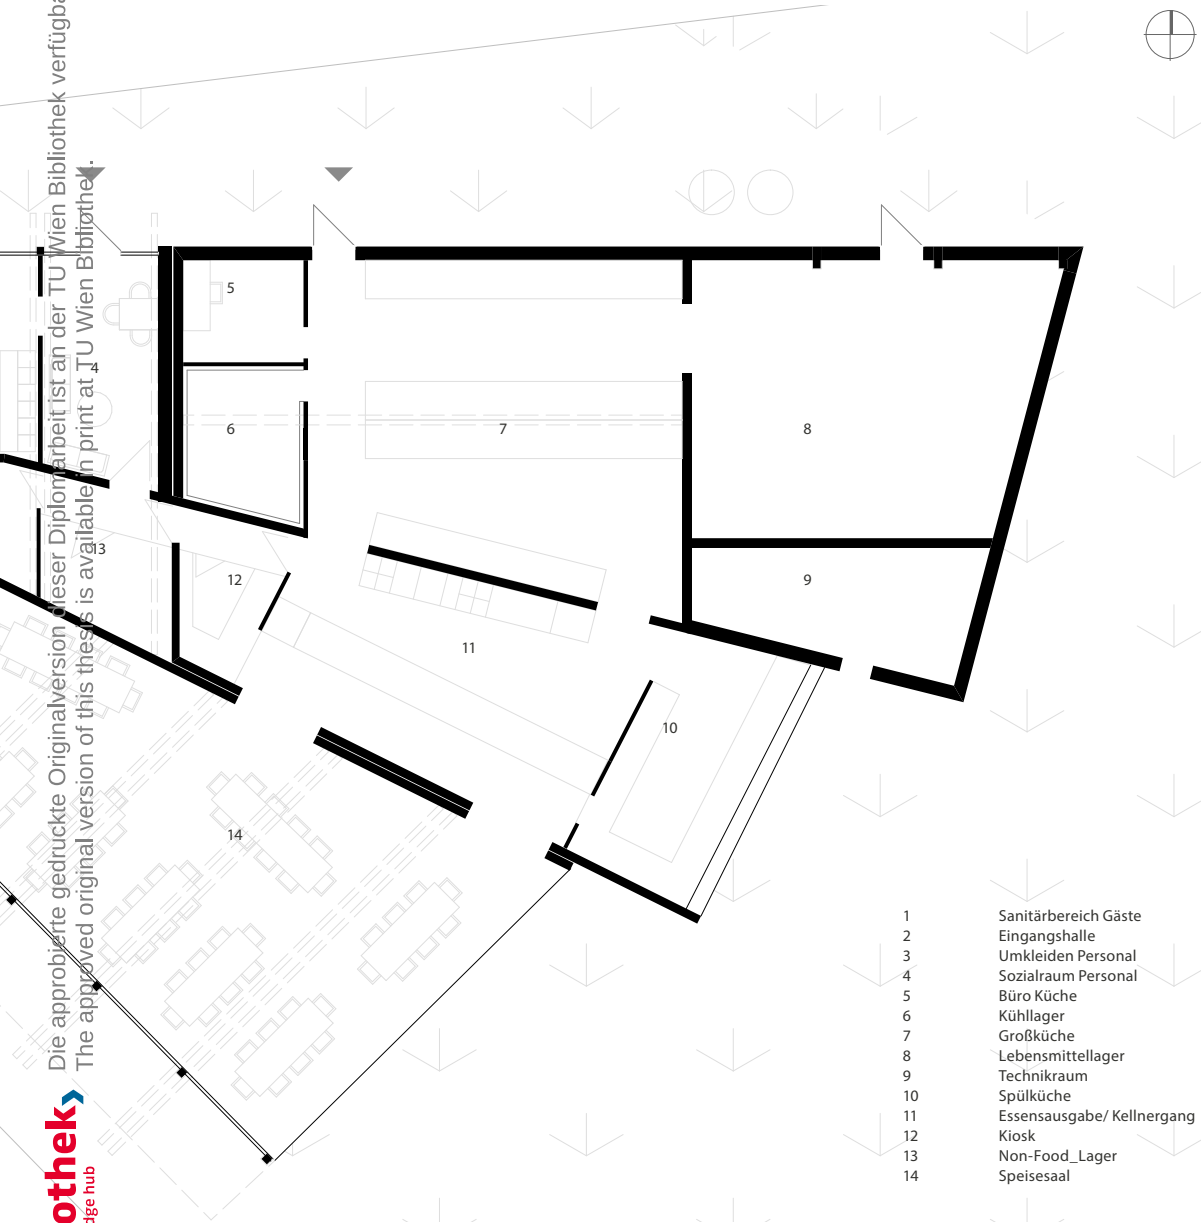 Die approbierte gedruckte Originalversion dieser Diplomarbeit ist an der TU Wien Bibliothek
The approved original version of this thesis is available in print at TU Wien Bibliothek.
5
4
6
7
8
13
12
9
11
10
14
1 Sanitärbereich Gäste
2 Eingangshalle
3 Umkleiden Personal
4 Sozialraum Personal
5 Büro Küche
6 Kühllager
7 Großküche
8 Lebensmittellager
9 Technikraum
10 Spülküche
11 Essensausgabe/ Kellnergang
12 Kiosk
13 Non-Food_Lager
14 Speisesaal
hub